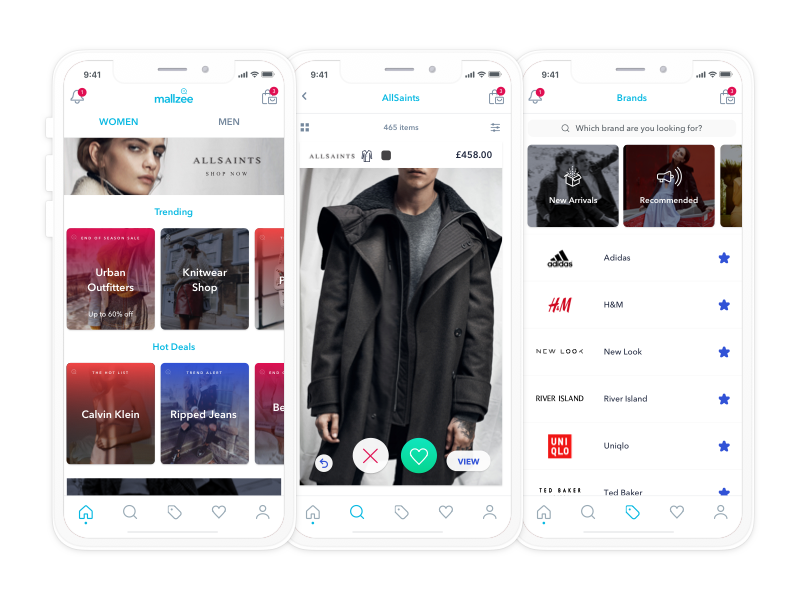 9:41
1
mallzee
3
WOMEN
MEN
ALLSAINTS
SHOP NOW
Trending
END OF SEASON SALE
Urban
Outfitters
Up to 60% off
Knitwear
Shop
Hot Deals
THE HOT LIST
Calvin Klein
TREND ALERT
Ripped Jeans
Be
9:41
AllSaints
3
465 items
ALLSAINTS
£458.00
VIEW
9:41
1
Brands
3
Which brand are you looking for?
New Arrivals
Recommended
adidas
Adidas
H&M
H&M
NEW LOOK
New Look
RIVER ISLAND
River Island
UNI
QLO
Uniqlo
TED BAKER
Ted Baker